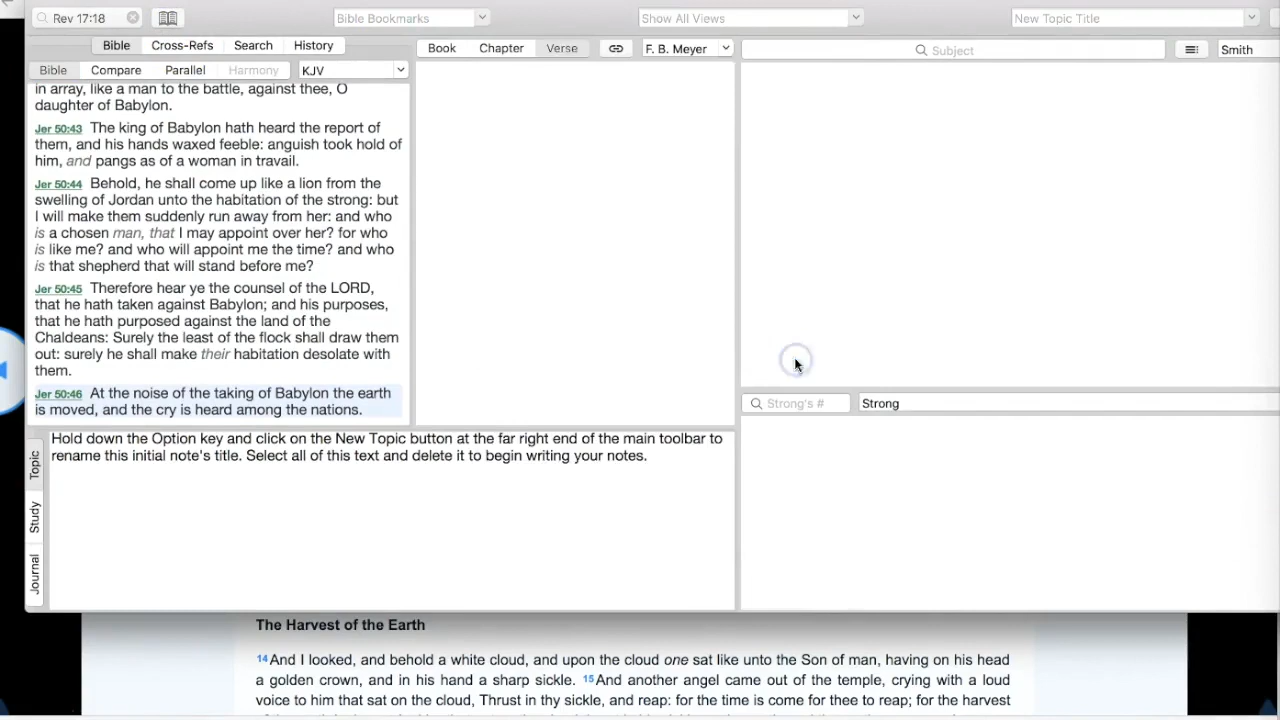 Rev 17:18
Bible Bookmarks
Show All Views
New Topic Title
Bible Cross-Refs Search History
Book Chapter Verse
F. B. Meyer
Subject
Smith
Bible Compare Parallel Harmony
KJV
in array, like a man to the battle, against thee, O
daughter of Babylon.
Jer 50:43 The king of Babylon hath heard the report of
them, and his hands waxed feeble: anguish took hold of
him, and pangs as of a woman in travail.
Jer 50:44 Behold, he shall come up like a lion from the
swelling of Jordan unto the habitation of the strong: but
I will make them suddenly run away from her: and who
is a chosen man, that I may appoint over her? for who
is like me? and who will appoint me the time? and who
is that shepherd that will stand before me?
Jer 50:45 Therefore hear ye the counsel of the LORD,
that he hath taken against Babylon; and his purposes,
that he hath purposed against the land of the
Chaldeans: Surely the least of the flock shall draw them
out: surely he shall make their habitation desolate with
them.
Jer 50:46 At the noise of the taking of Babylon the earth
is moved, and the cry is heard among the nations.
Strong's #
Strong
Topic
Study
Journal
Hold down the Option key and click on the New Topic button at the far right end of the main toolbar to
rename this initial note's title. Select all of this text and delete it to begin writing your notes.
The Harvest of the Earth
14And I looked, and behold a white cloud, and upon the cloud one sat like unto the Son of man, having on his head
a golden crown, and in his hand a sharp sickle. 15And another angel came out of the temple, crying with a loud
voice to him that sat on the cloud, Thrust in thy sickle, and reap: for the time is come for thee to reap; for the harvest